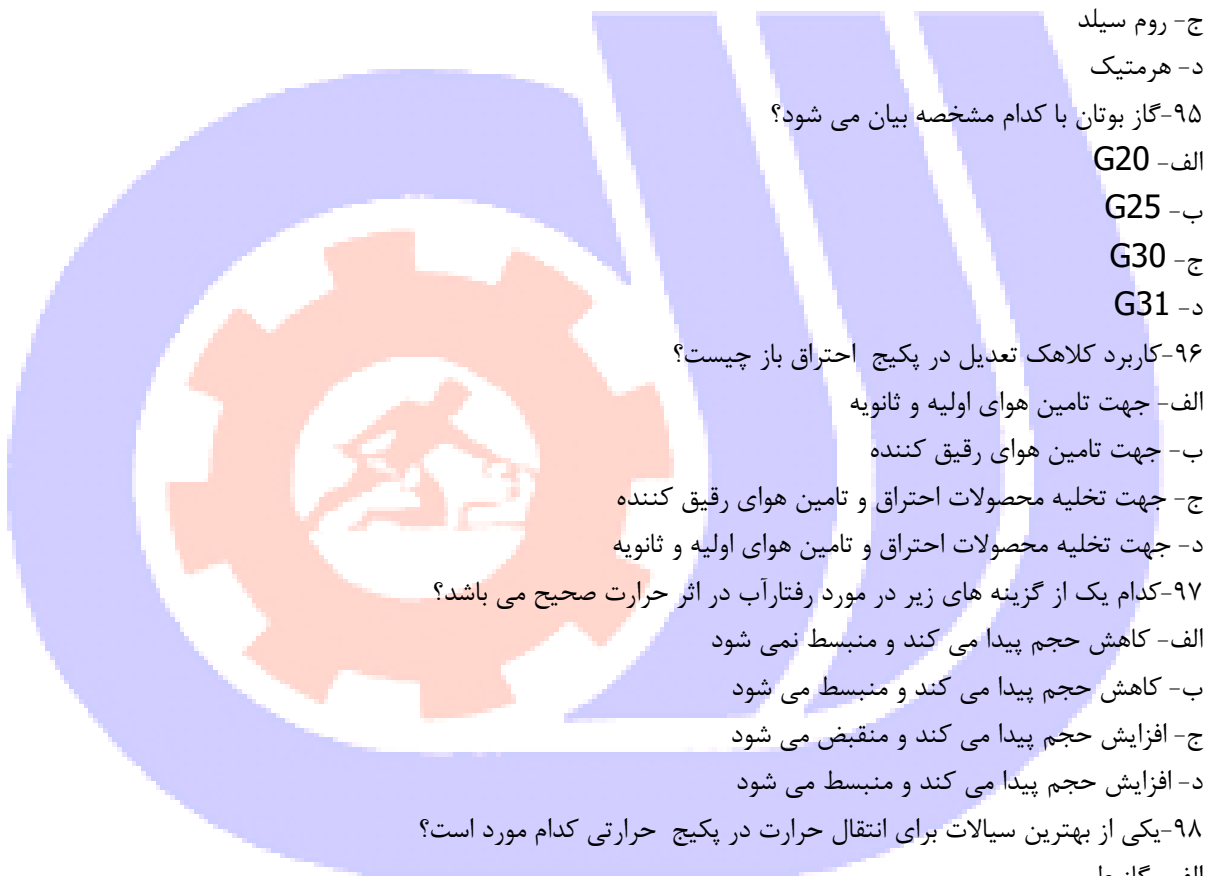 ج- روم سیلد
د- هرمتیک
۹۵-گاز بوتان با کدام مشخصه بیان می شود؟
الف- G20
ب- G25
ج- G30
د- G31
۹۶-کاربرد کلاهک تعدیل در پکیج احتراق باز چیست؟
الف- جهت تامین هوای اولیه و ثانویه
ب- جهت تامین هوای رقیق کننده
ج- جهت تخلیه محصولات احتراق و تامین هوای رقیق کننده
د- جهت تخلیه محصولات احتراق و تامین هوای اولیه و ثانویه
۹۷-کدام یک از گزینه های زیر در مورد رفتارآب در اثر حرارت صحیح می باشد؟
الف- کاهش حجم پیدا می کند و منبسط نمی شود
ب- کاهش حجم پیدا می کند و منبسط می شود
ج- افزایش حجم پیدا می کند و منقبض می شود
د- افزایش حجم پیدا می کند و منبسط می شود
۹۸-یکی از بهترین سیالات برای انتقال حرارت در پکیج حرارتی کدام مورد است؟